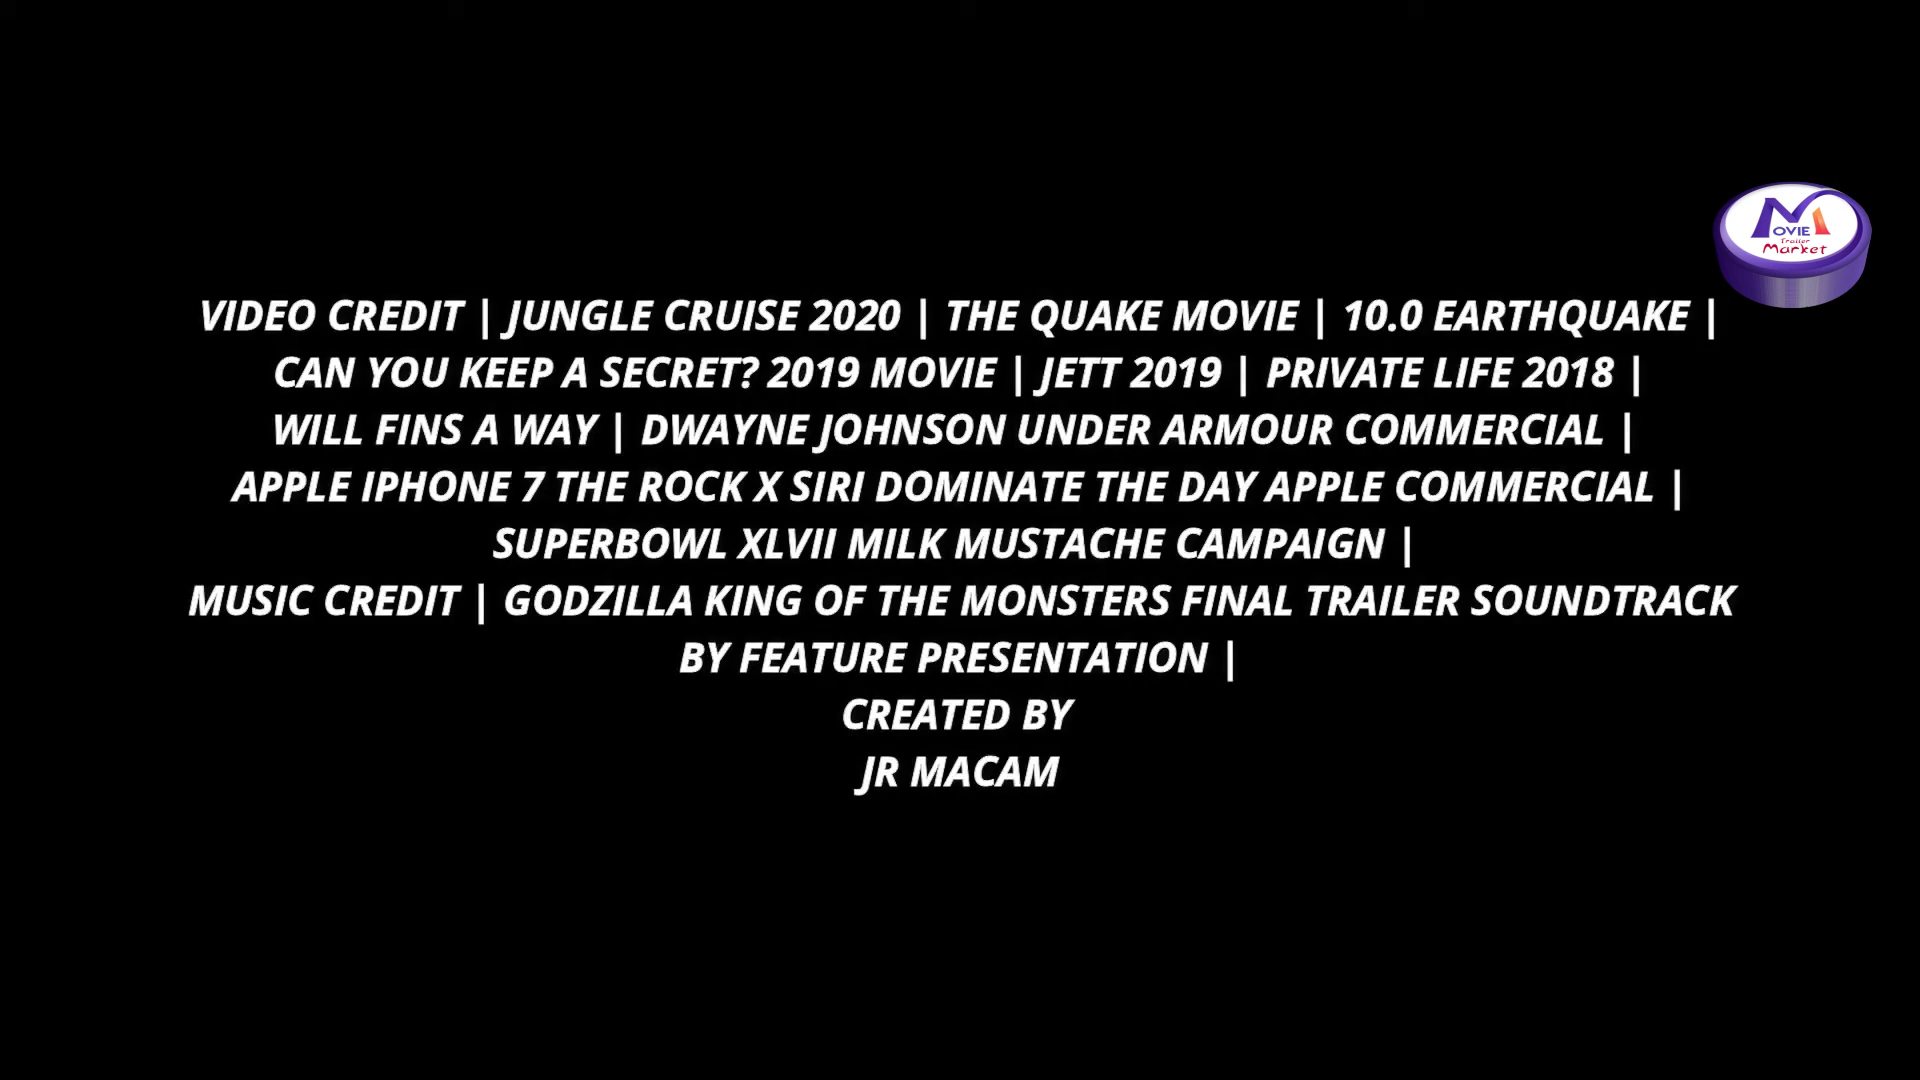 MOVIE
Trailer
Market
VIDEO CREDIT | JUNGLE CRUISE 2020 | THE QUAKE MOVIE | 10.0 EARTHQUAKE |
CAN YOU KEEP A SECRET? 2019 MOVIE | JETT 2019 | PRIVATE LIFE 2018 |
WILL FINS A WAY | DWAYNE JOHNSON UNDER ARMOUR COMMERCIAL |
APPLE IPHONE 7 THE ROCK X SIRI DOMINATE THE DAY APPLE COMMERCIAL |
SUPERBOWL XLVII MILK MUSTACHE CAMPAIGN |
MUSIC CREDIT | GODZILLA KING OF THE MONSTERS FINAL TRAILER SOUNDTRACK
BY FEATURE PRESENTATION |
CREATED BY
JR MACAM